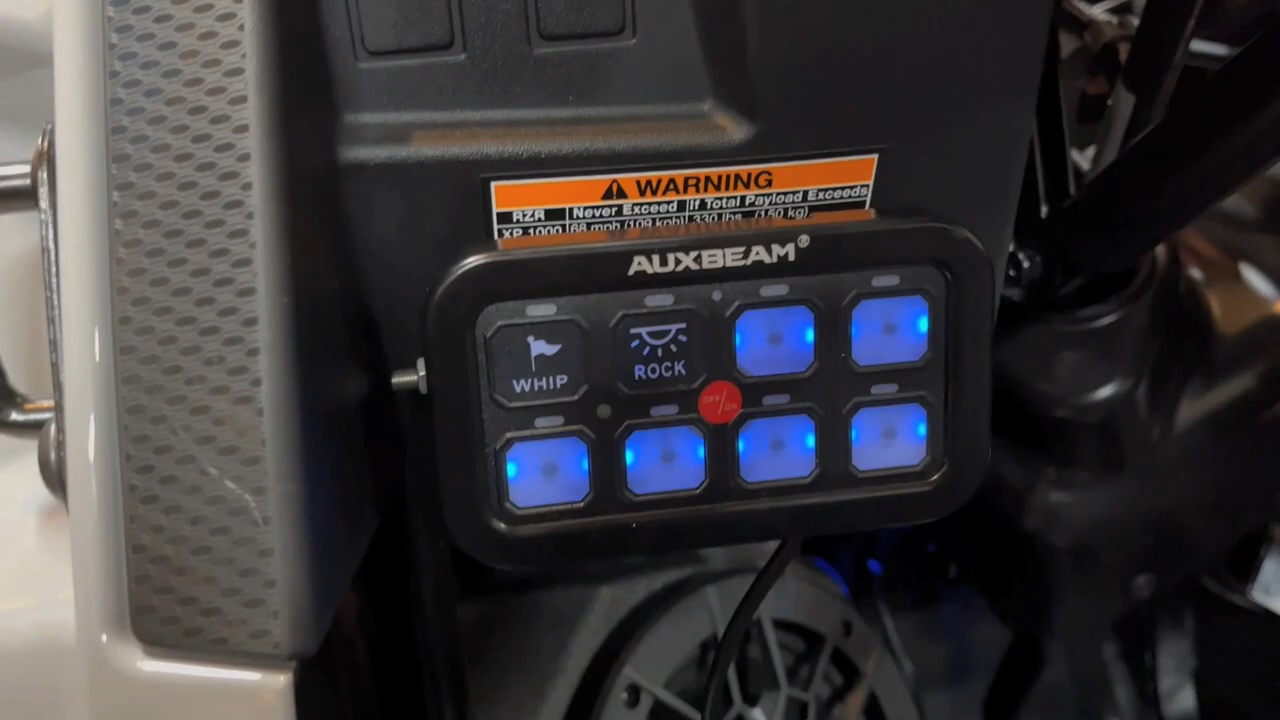 WARNING
RZR Never Exceed If Total Payload Exceeds
XP 1000 68 mph (109 kph) 330 lbs. (150 kg)
AUXBEAM®
WHIP
ROCK
OFF/ON